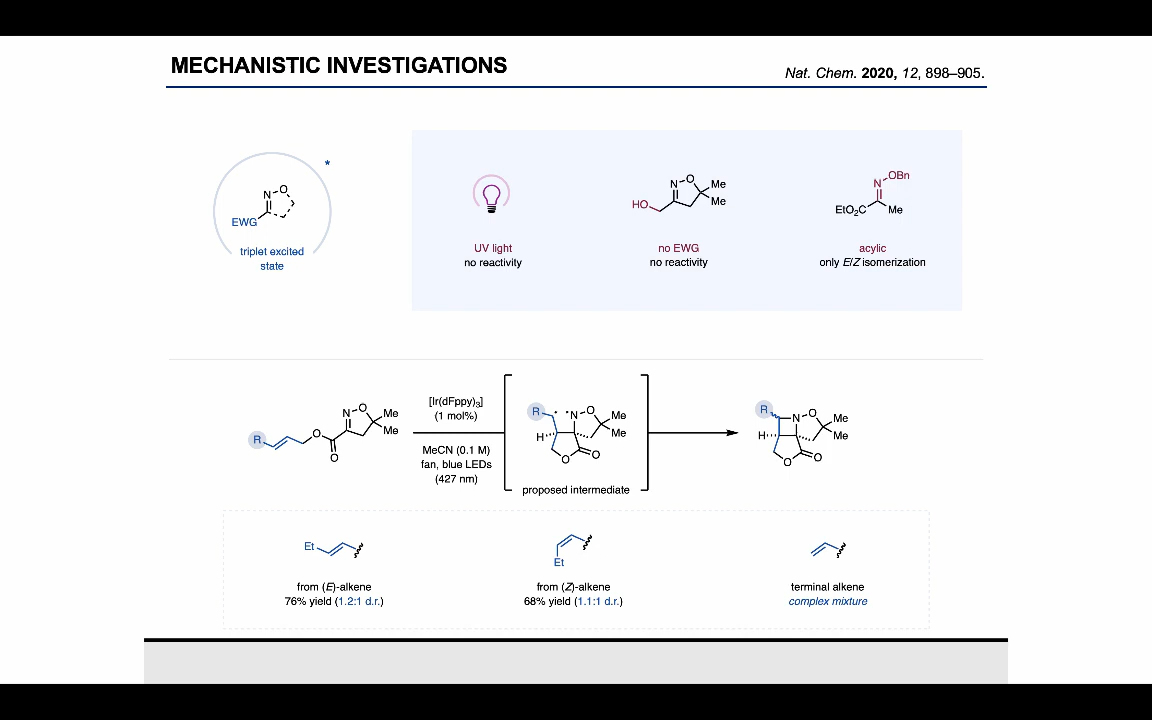 MECHANISTIC INVESTIGATIONS
Nat. Chem. 2020, 12, 898–905.
*
N O
EWG
triplet excited
state
UV light
no reactivity
N O Me
Me
HO
no EWG
no reactivity
OBn
N
EtO2C Me
acylic
only E/Z isomerization
R
O
O
N O
Me
Me
[Ir(dFppy)3]
(1 mol%)
MeCN (0.1 M)
fan, blue LEDs
(427 nm)
R · ·N O Me
Me
H
O O
proposed intermediate
R
N O Me
Me
H
O O
Et
from (E)-alkene
76% yield (1.2:1 d.r.)
Et
from (Z)-alkene
68% yield (1.1:1 d.r.)
terminal alkene
complex mixture